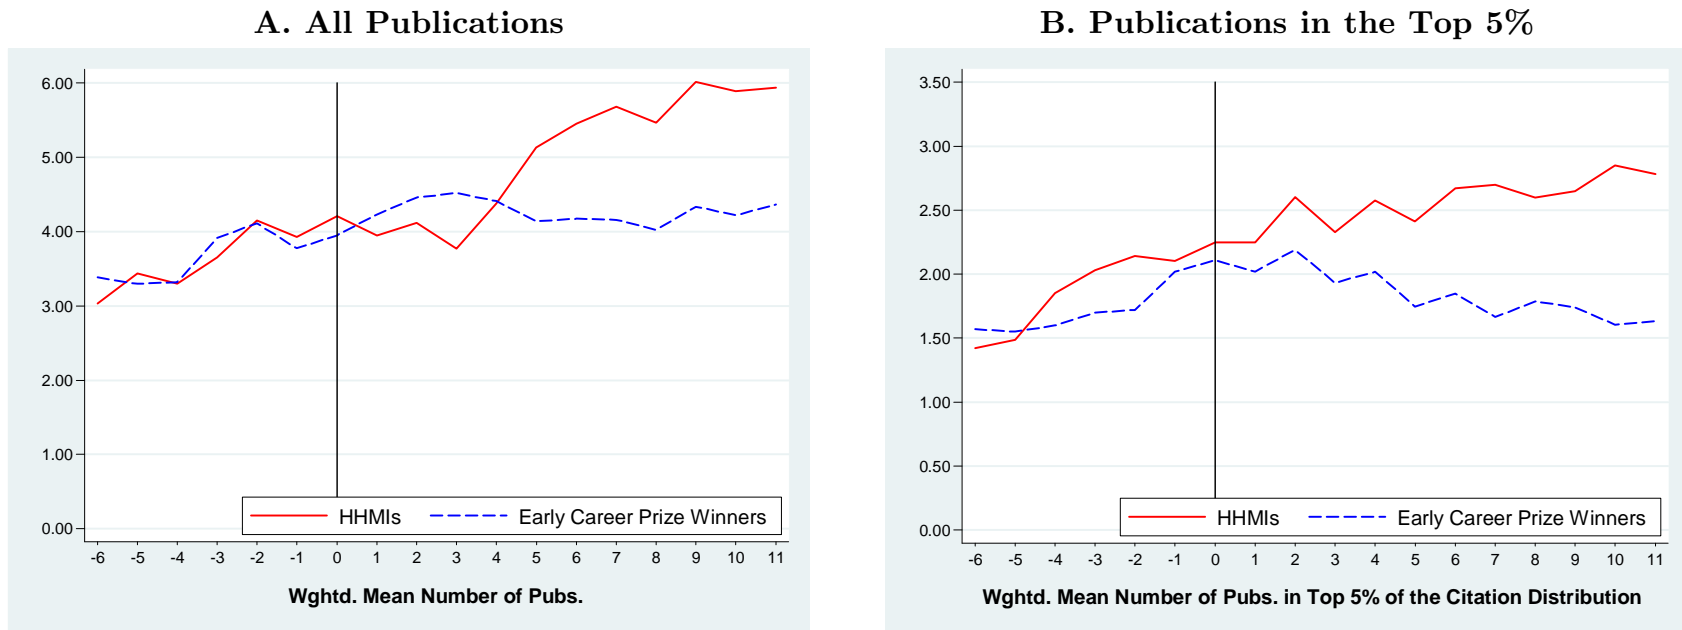 A. All Publications
6.00
5.00
4.00
3.00
2.00
1.00
0.00
HHMIs
Early Career Prize Winners
-6 -5 -4 -3 -2 -1 0 1 2 3 4 5 6 7 8 9 10 11
Wghtd. Mean Number of Pubs.
B. Publications in the Top 5%
3.50
3.00
2.50
2.00
1.50
1.00
0.50
0.00
HHMIs
Early Career Prize Winners
-6 -5 -4 -3 -2 -1 0 1 2 3 4 5 6 7 8 9 10 11
Wghtd. Mean Number of Pubs. in Top 5% of the Citation Distribution